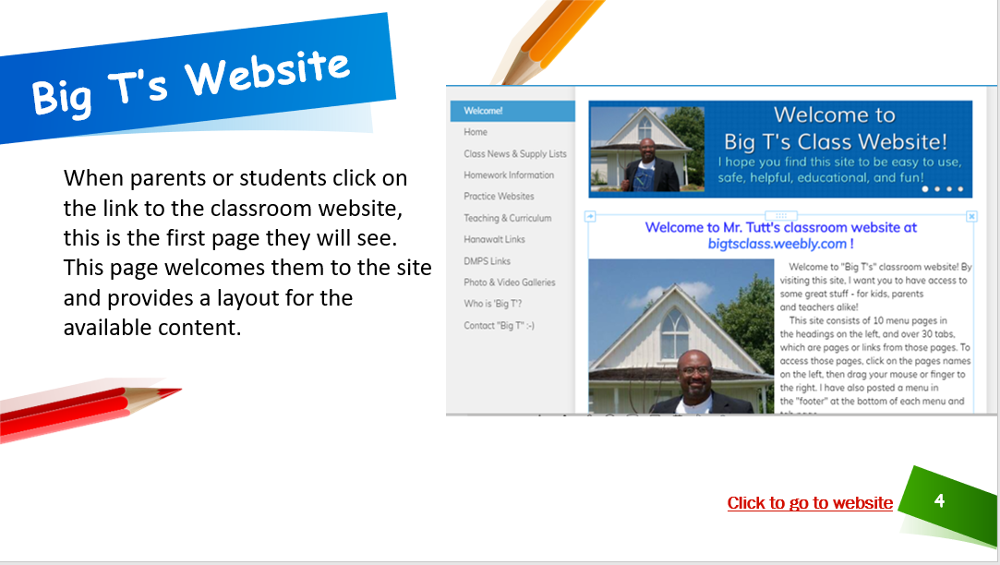 Big T's Website
When parents or students click on
the link to the classroom website,
this is the first page they will see.
This page welcomes them to the site
and provides a layout for the
available content.
Welcome!
Home
Class News & Supply Lists
Homework Information
Practice Websites
Teaching & Curriculum
Hanawalt Links
DMPS Links
Photo & Video Galleries
Who is 'Big T'?
Contact "Big T" :-)
Welcome to
Big T's Class Website!
I hope you find this site to be easy to use,
safe, helpful, educational, and fun!
Welcome to Mr. Tutt's classroom website at
bigtsclass.weebly.com !
Welcome to "Big T's" classroom website! By
visiting this site, I want you to have access to
some great stuff - for kids, parents
and teachers alike!
This site consists of 10 menu pages in
the headings on the left, and over 30 tabs,
which are pages or links from those pages. To
access those pages, click on the pages names
on the left, then drag your mouse or finger to
the right. I have also posted a menu in
the "footer" at the bottom of each menu and
Click to go to website
4